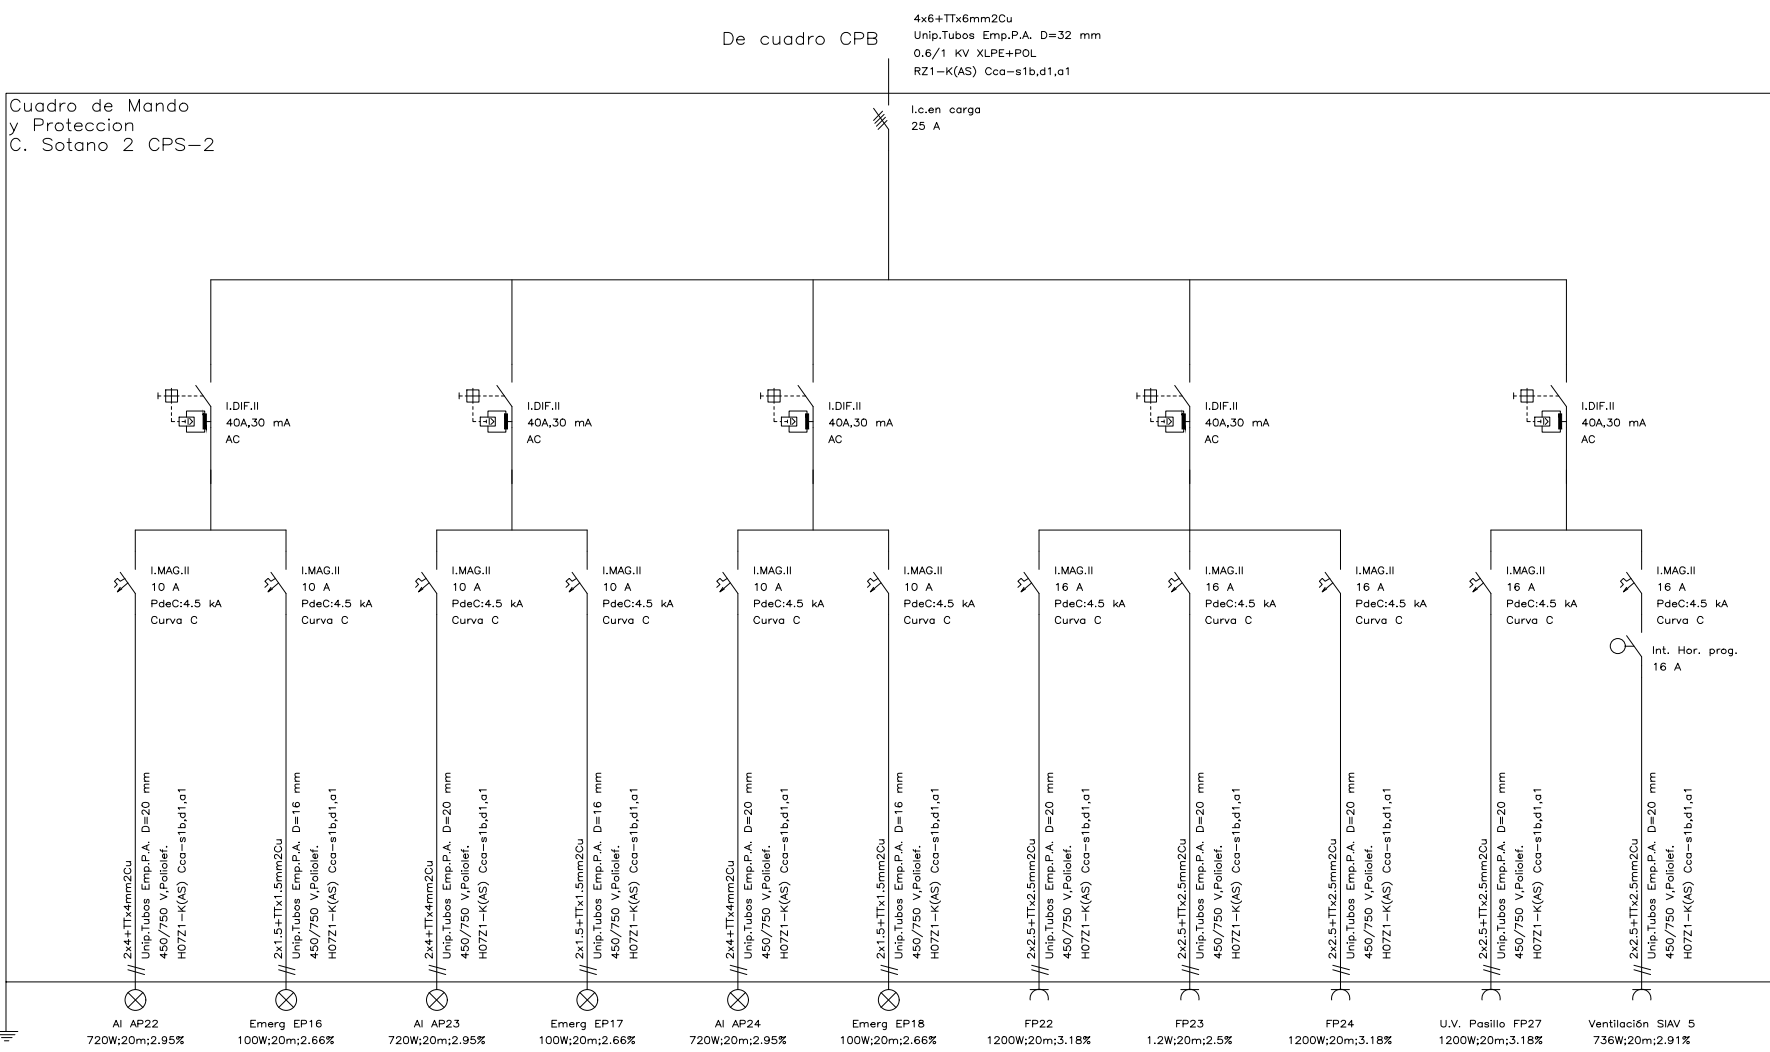 De cuadro CPB
4x6+TTx6mm2Cu
Unip.Tubos Emp.P.A. D=32 mm
0.6/1 KV XLPE+POL
RZ1-K(AS) Cca-s1b,d1,a1
Cuadro de Mando
y Proteccion
C. Sotano 2 CPS-2
I.c.en carga
25 A
I.DIF.II
40A,30 mA
AC
I.DIF.II
40A,30 mA
AC
I.DIF.II
40A,30 mA
AC
I.DIF.II
40A,30 mA
AC
I.DIF.II
40A,30 mA
AC
I.MAG.II
10 A
PdeC:4.5 kA
Curva C
I.MAG.II
10 A
PdeC:4.5 kA
Curva C
I.MAG.II
10 A
PdeC:4.5 kA
Curva C
I.MAG.II
10 A
PdeC:4.5 kA
Curva C
I.MAG.II
10 A
PdeC:4.5 kA
Curva C
I.MAG.II
10 A
PdeC:4.5 kA
Curva C
I.MAG.II
16 A
PdeC:4.5 kA
Curva C
I.MAG.II
16 A
PdeC:4.5 kA
Curva C
I.MAG.II
16 A
PdeC:4.5 kA
Curva C
I.MAG.II
16 A
PdeC:4.5 kA
Curva C
I.MAG.II
16 A
PdeC:4.5 kA
Curva C
Int. Hor. prog.
16 A
2x4+TTx4mm2Cu
Unip.Tubos Emp.P.A. D=20 mm
450/750 V,Poliolef.
H07Z1-K(AS) Cca-s1b,d1,a1
2x1.5+TTx1.5mm2Cu
Unip.Tubos Emp.P.A. D=16 mm
450/750 V,Poliolef.
H07Z1-K(AS) Cca-s1b,d1,a1
2x4+TTx4mm2Cu
Unip.Tubos Emp.P.A. D=20 mm
450/750 V,Poliolef.
H07Z1-K(AS) Cca-s1b,d1,a1
2x1.5+TTx1.5mm2Cu
Unip.Tubos Emp.P.A. D=16 mm
450/750 V,Poliolef.
H07Z1-K(AS) Cca-s1b,d1,a1
2x4+TTx4mm2Cu
Unip.Tubos Emp.P.A. D=20 mm
450/750 V,Poliolef.
H07Z1-K(AS) Cca-s1b,d1,a1
2x1.5+TTx1.5mm2Cu
Unip.Tubos Emp.P.A. D=16 mm
450/750 V,Poliolef.
H07Z1-K(AS) Cca-s1b,d1,a1
2x2.5+TTx2.5mm2Cu
Unip.Tubos Emp.P.A. D=20 mm
450/750 V,Poliolef.
H07Z1-K(AS) Cca-s1b,d1,a1
2x2.5+TTx2.5mm2Cu
Unip.Tubos Emp.P.A. D=20 mm
450/750 V,Poliolef.
H07Z1-K(AS) Cca-s1b,d1,a1
2x2.5+TTx2.5mm2Cu
Unip.Tubos Emp.P.A. D=20 mm
450/750 V,Poliolef.
H07Z1-K(AS) Cca-s1b,d1,a1
2x2.5+TTx2.5mm2Cu
Unip.Tubos Emp.P.A. D=20 mm
450/750 V,Poliolef.
H07Z1-K(AS) Cca-s1b,d1,a1
2x2.5+TTx2.5mm2Cu
Unip.Tubos Emp.P.A. D=20 mm
450/750 V,Poliolef.
H07Z1-K(AS) Cca-s1b,d1,a1
Al AP22
720W;20m;2.95%
Emerg EP16
100W;20m;2.66%
Al AP23
720W;20m;2.95%
Emerg EP17
100W;20m;2.66%
Al AP24
720W;20m;2.95%
Emerg EP18
100W;20m;2.66%
FP22
1200W;20m;3.18%
FP23
1.2W;20m;2.5%
FP24
1200W;20m;3.18%
U.V. Pasillo FP27
1200W;20m;3.18%
Ventilación SIAV 5
736W;20m;2.91%